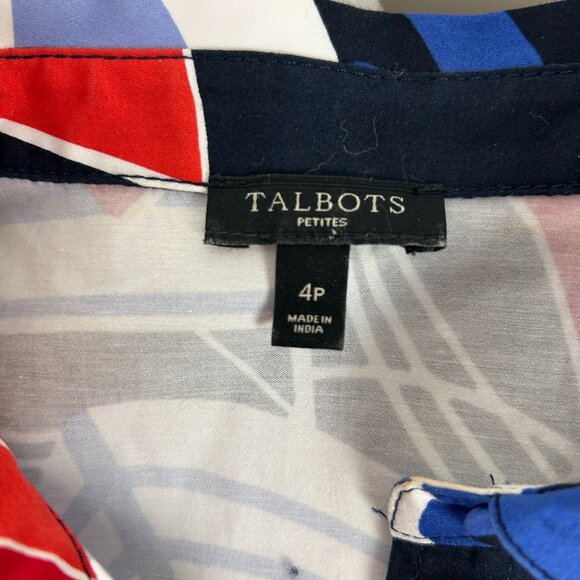 TALBOTS
PETITES
4P
MADE IN
INDIA